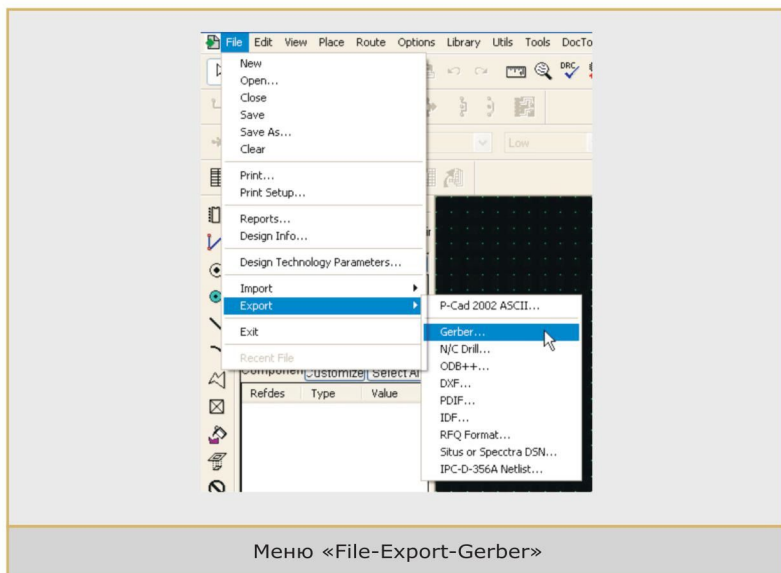 File Edit View Place Route Options Library Utils Tools DocTo
DRC
New
Open...
Close
Save
Save As...
Clear
Low
Print...
Print Setup...
Reports...
Design Info...
Design Technology Parameters...
Import
Export
P-Cad 2002 ASCII...
Exit
Gerber...
N/C Drill...
Recent File
ODB++...
Customize Select Al
DXF...
Refdes Type Value
PDIF...
IDF...
RFQ Format...
Situs or Specctra DSN...
IPC-D-356A Netlist...
Меню «File-Export-Gerber»